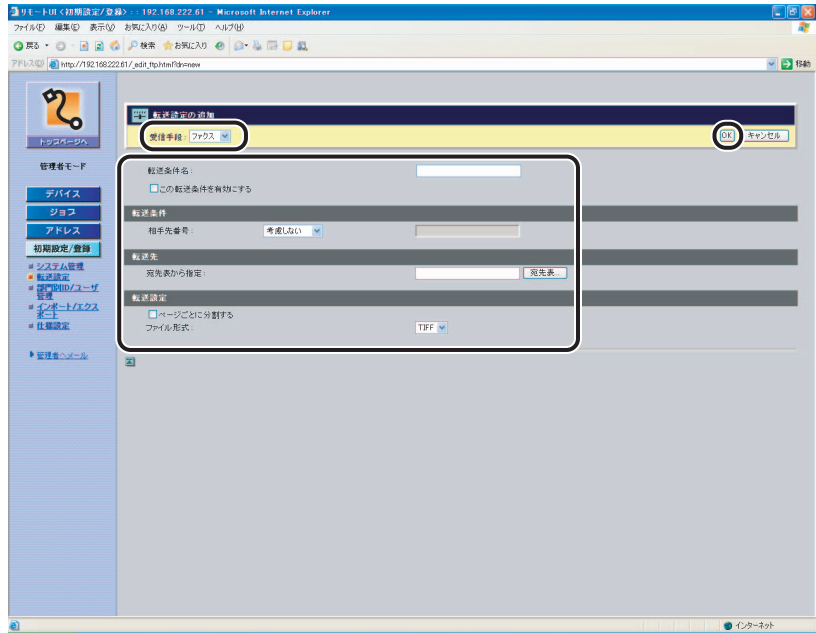 リモートUI <初期設定/登録> : : 192.168.222.61 - Microsoft Internet Explorer
ファイル(F) 編集(E) 表示(V) お気に入り(A) ツール(T) ヘルプ(H)
戻る 検索 お気に入り
アドレス(D) http://192.168.222.61/_edit_ftp.html?dn=new 移動
転送設定の追加
受信手段: ファクス OK キャンセル
トップページへ
管理者モード
デバイス
ジョブ
アドレス
初期設定/登録
システム管理
転送設定
部門別ID/ユーザ
管理
インポート/エクス
ポート
仕様設定
管理者へメール
転送条件名:
この転送条件を有効にする
転送条件
相手先番号: 考慮しない
転送先
宛先表から指定: 宛先表...
転送設定
ページごとに分割する
ファイル形式: TIFF
インターネット